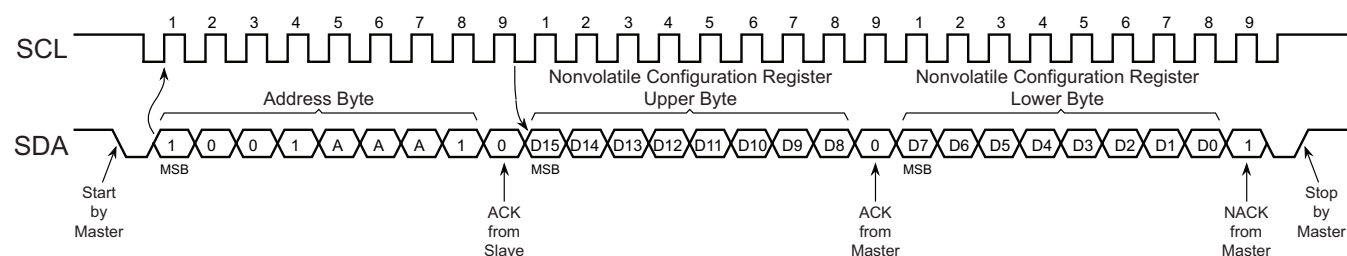 1 2 3 4 5 6 7 8 9 1 2 3 4 5 6 7 8 9 1 2 3 4 5 6 7 8 9
SCL
Nonvolatile Configuration Register Nonvolatile Configuration Register
Address Byte Upper Byte Lower Byte
SDA 1 0 0 1 A A A 1 0 D15 D14 D13 D12 D11 D10 D9 D8 0 D7 D6 D5 D4 D3 D2 D1 D0 1
MSB MSB MSB
Start
by
Master
ACK
from
Slave
ACK
from
Master
NACK
from
Master
Stop
by
Master